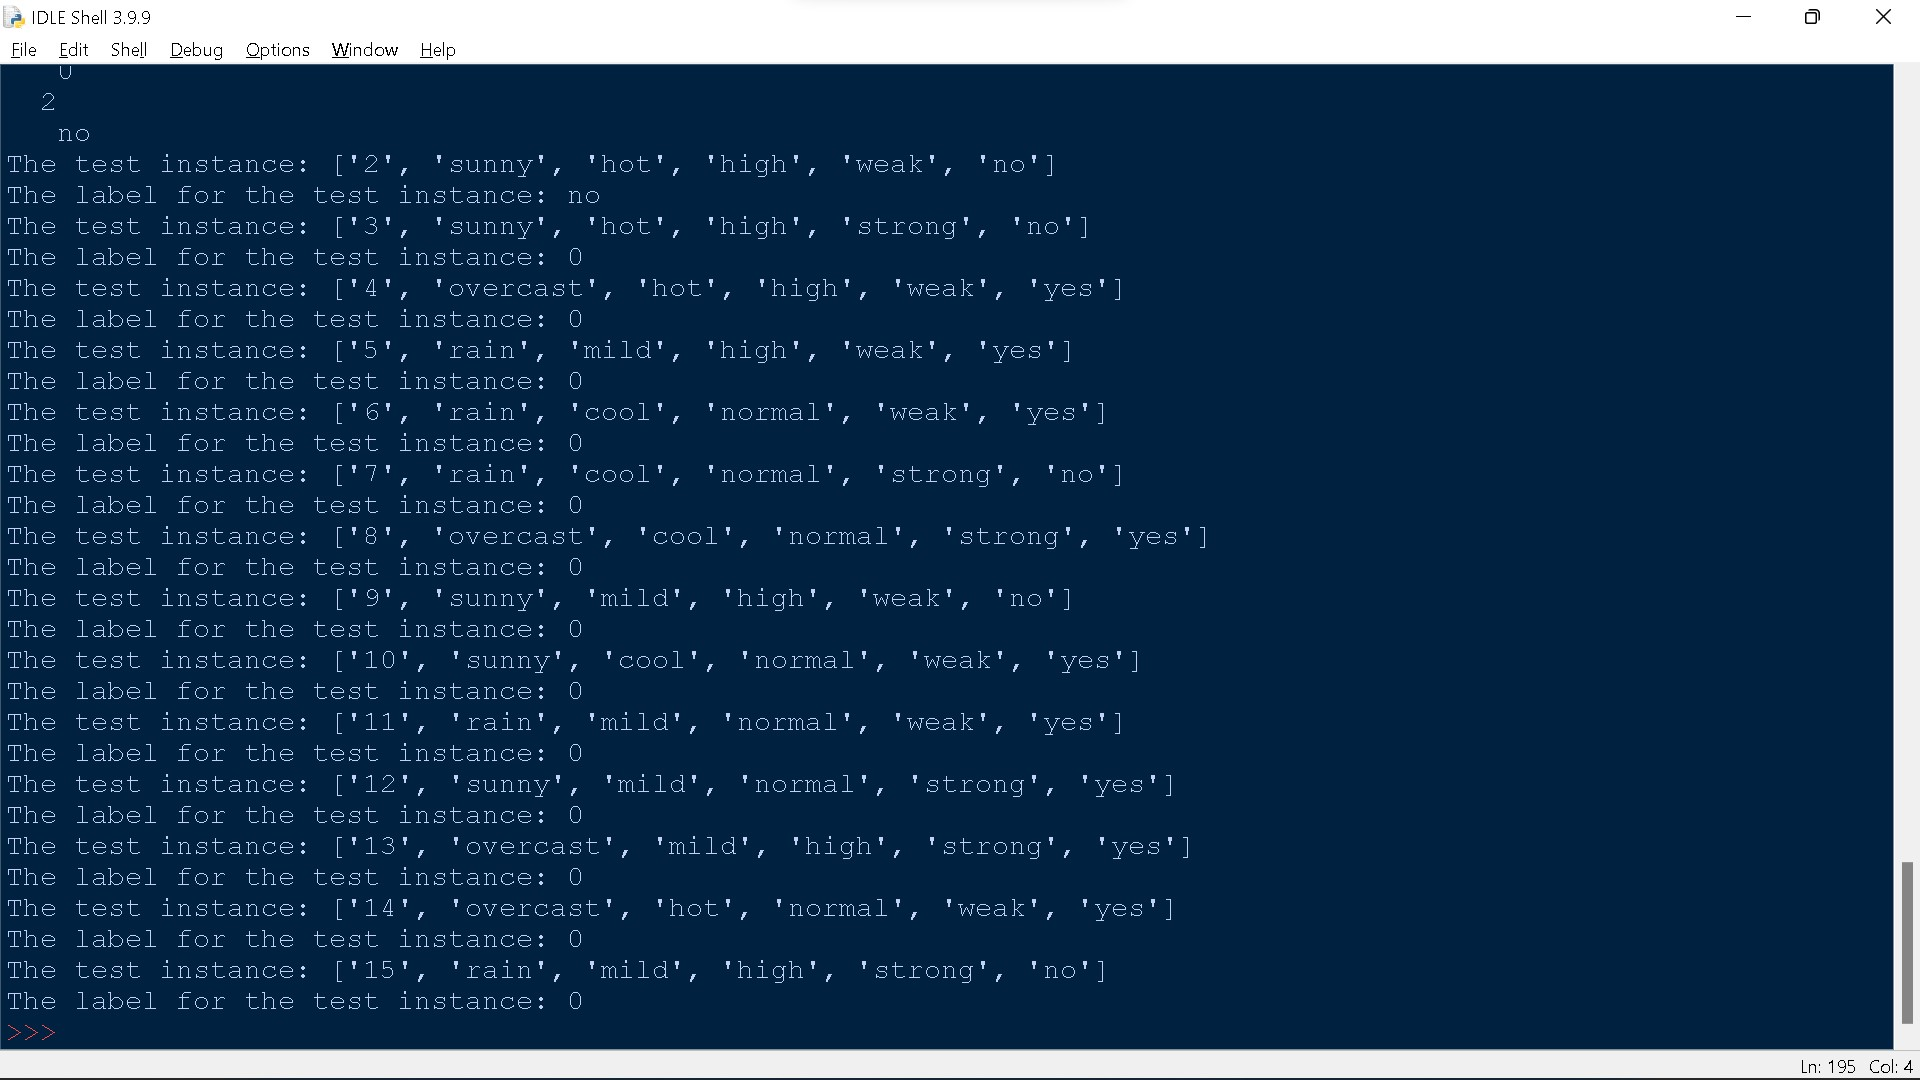 IDLE Shell 3.9.9
File Edit Shell Debug Options Window Help
2
no
The test instance: ['2', 'sunny', 'hot', 'high', 'weak', 'no']
The label for the test instance: no
The test instance: ['3', 'sunny', 'hot', 'high', 'strong', 'no']
The label for the test instance: 0
The test instance: ['4', 'overcast', 'hot', 'high', 'weak', 'yes']
The label for the test instance: 0
The test instance: ['5', 'rain', 'mild', 'high', 'weak', 'yes']
The label for the test instance: 0
The test instance: ['6', 'rain', 'cool', 'normal', 'weak', 'yes']
The label for the test instance: 0
The test instance: ['7', 'rain', 'cool', 'normal', 'strong', 'no']
The label for the test instance: 0
The test instance: ['8', 'overcast', 'cool', 'normal', 'strong', 'yes']
The label for the test instance: 0
The test instance: ['9', 'sunny', 'mild', 'high', 'weak', 'no']
The label for the test instance: 0
The test instance: ['10', 'sunny', 'cool', 'normal', 'weak', 'yes']
The label for the test instance: 0
The test instance: ['11', 'rain', 'mild', 'normal', 'weak', 'yes']
The label for the test instance: 0
The test instance: ['12', 'sunny', 'mild', 'normal', 'strong', 'yes']
The label for the test instance: 0
The test instance: ['13', 'overcast', 'mild', 'high', 'strong', 'yes']
The label for the test instance: 0
The test instance: ['14', 'overcast', 'hot', 'normal', 'weak', 'yes']
The label for the test instance: 0
The test instance: ['15', 'rain', 'mild', 'high', 'strong', 'no']
The label for the test instance: 0
>>>
Ln: 195 Col: 4